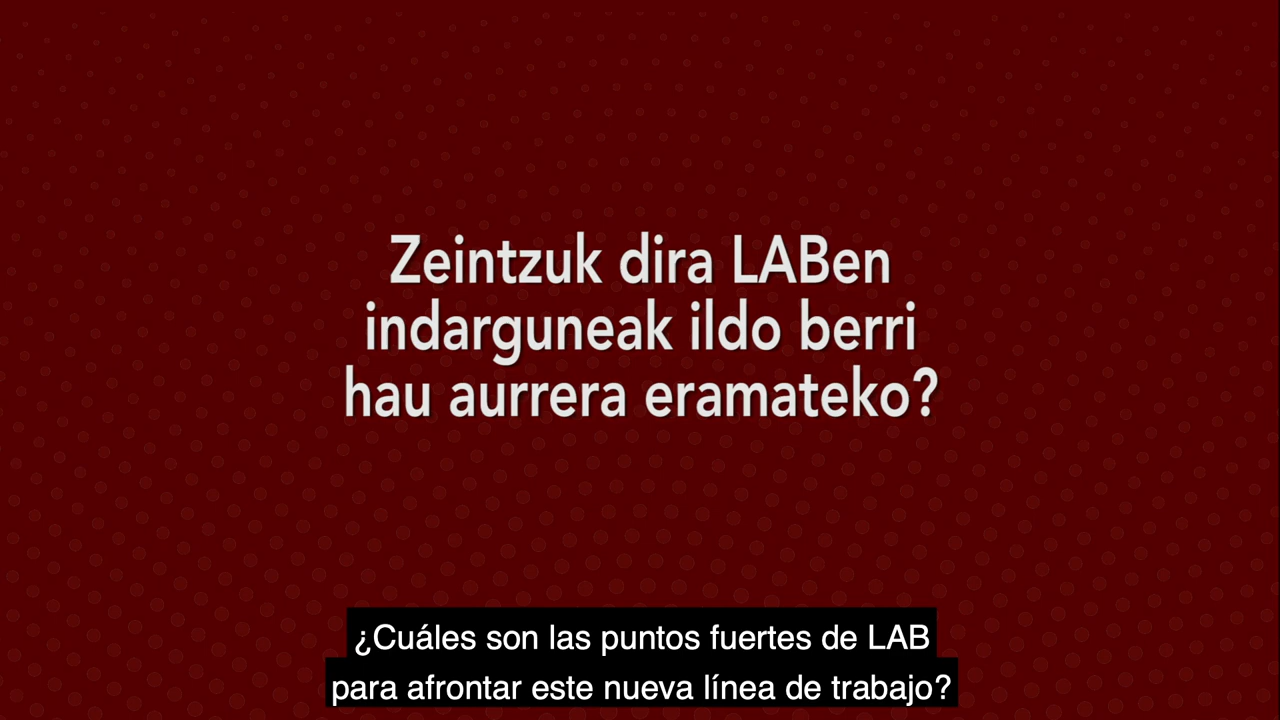 Zeintzuk dira LABen
indarguneak ildo berri
hau aurrera eramateko?
¿Cuáles son las puntos fuertes de LAB
para afrontar este nueva línea de trabajo?